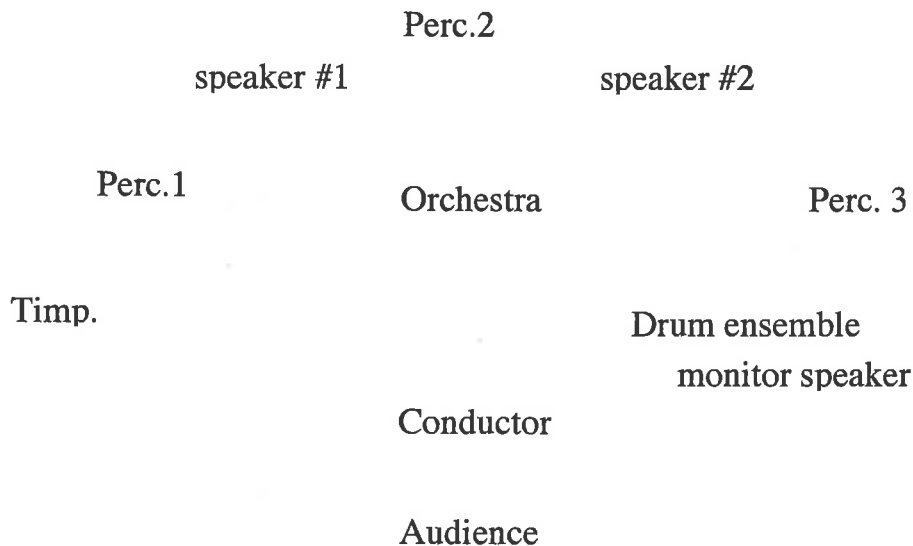 Perc.2
speaker #1 speaker #2
Perc.1
Orchestra
Perc. 3
Timp.
Drum ensemble
monitor speaker
Conductor
Audience